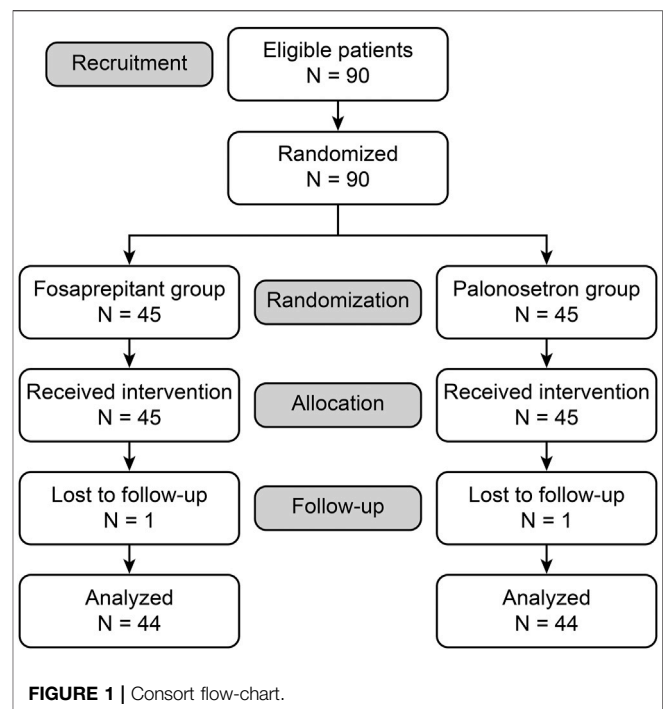 Recruitment
Eligible patients
N = 90
Randomized
N = 90
Fosaprepitant group
N = 45
Randomization
Palonosetron group
N = 45
Received intervention
N = 45
Allocation
Received intervention
N = 45
Lost to follow-up
N = 1
Follow-up
Lost to follow-up
N = 1
Analyzed
N = 44
Analyzed
N = 44
FIGURE 1 | Consort flow-chart.